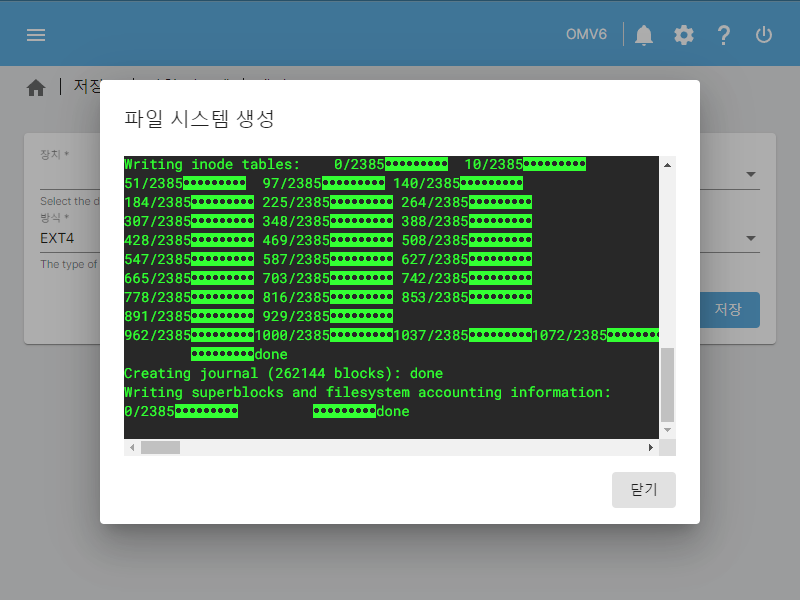 OMV6
저장
파일 시스템 생성
장치 *
Select the d
방식 *
EXT4
The type of
Writing inode tables: 0/2385 10/2385
51/2385 97/2385 140/2385
184/2385 225/2385 264/2385
307/2385 348/2385 388/2385
428/2385 469/2385 508/2385
547/2385 587/2385 627/2385
665/2385 703/2385 742/2385
778/2385 816/2385 853/2385
891/2385 929/2385
962/2385 1000/2385 1037/2385 1072/2385
done
Creating journal (262144 blocks): done
Writing superblocks and filesystem accounting information:
0/2385 done
저장
닫기